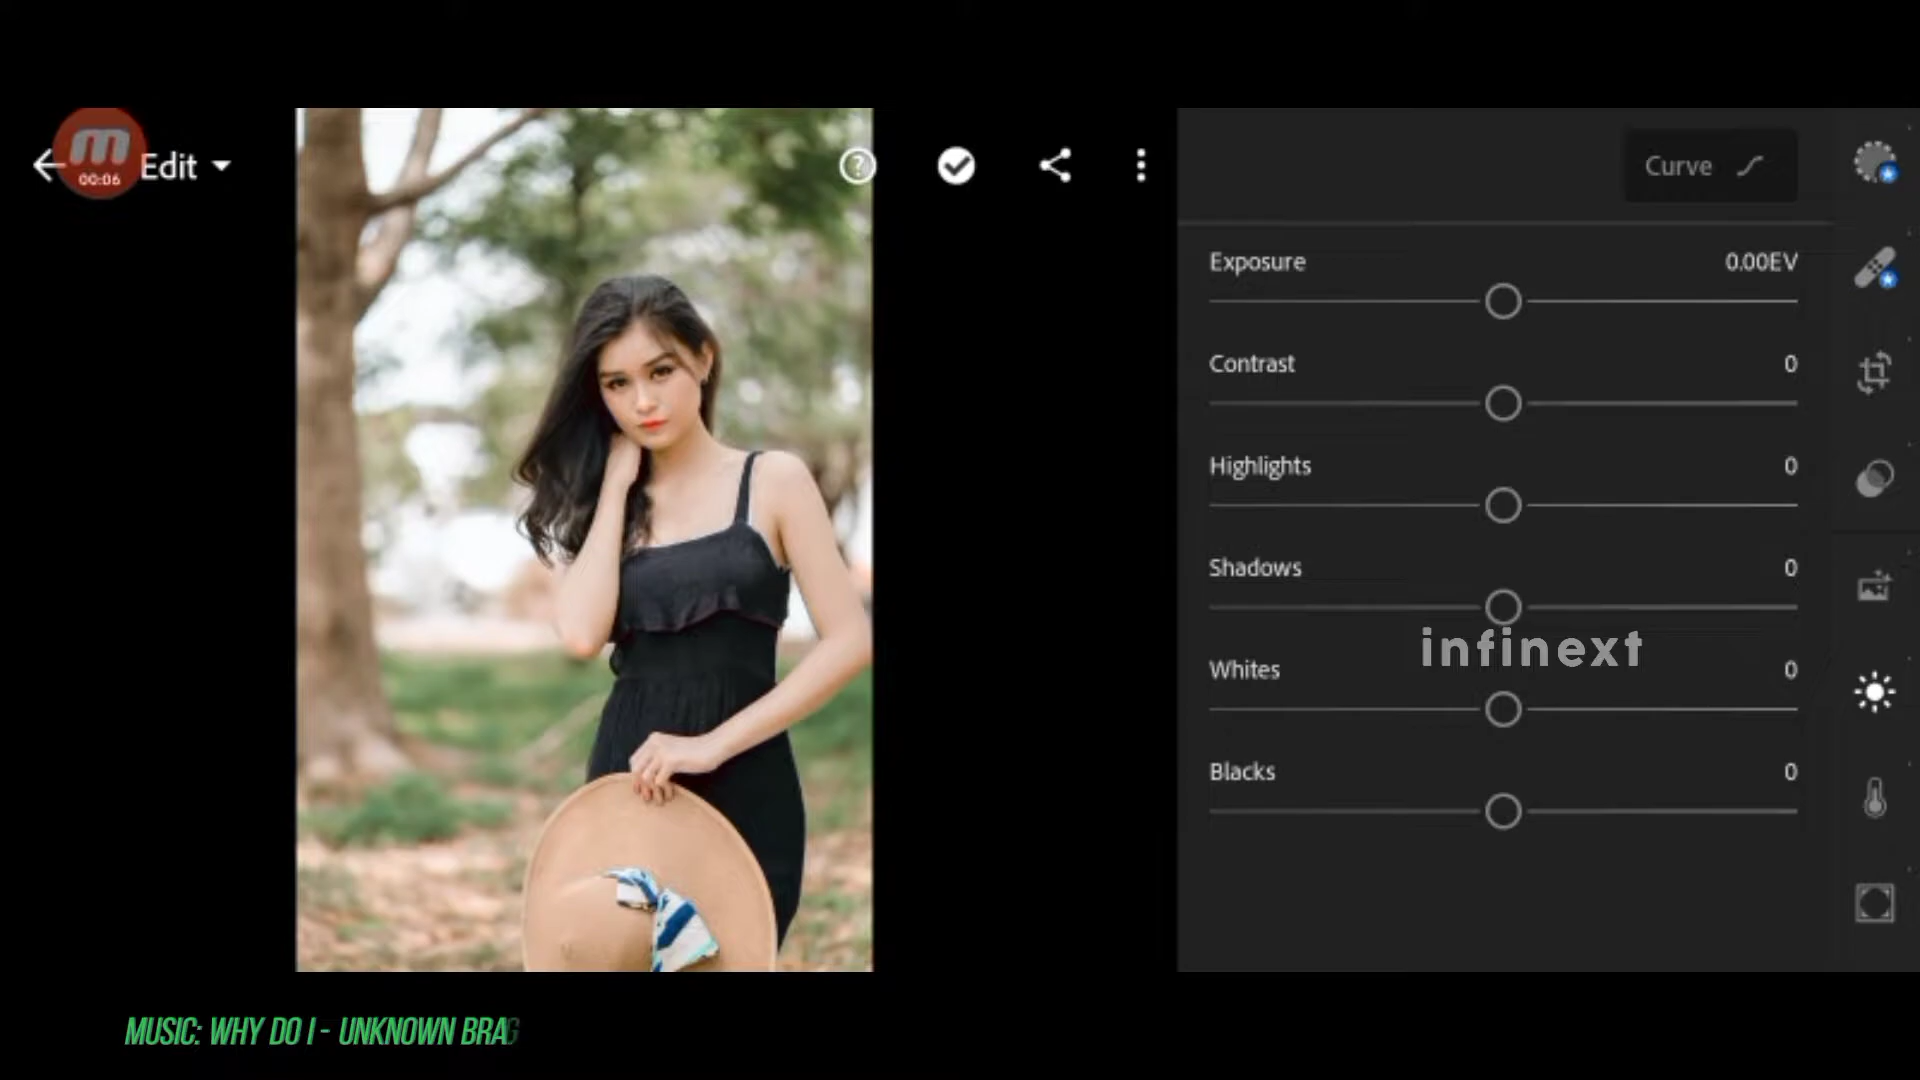 m
00:06
Edit
?
Curve
Exposure 0.00EV
Contrast 0
Highlights 0
Shadows 0
infinext
Whites 0
Blacks 0
MUSIC: WHY DO I - UNKNOWN BRAG